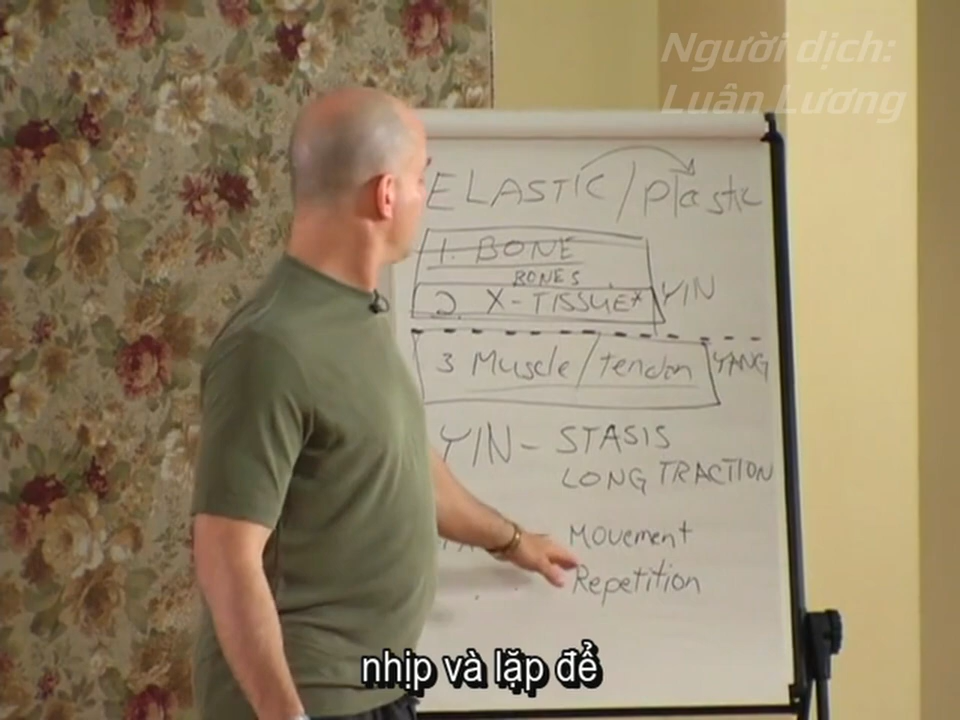 Người dịch:
Luân Lương
ELASTIC / plastic
1. BONE
BONES
2. X-TISSUE* YIN
3 Muscle / tendon YANG
YIN - STASIS
LONG TRACTION
Movement
Repetition
nhịp và lặp để